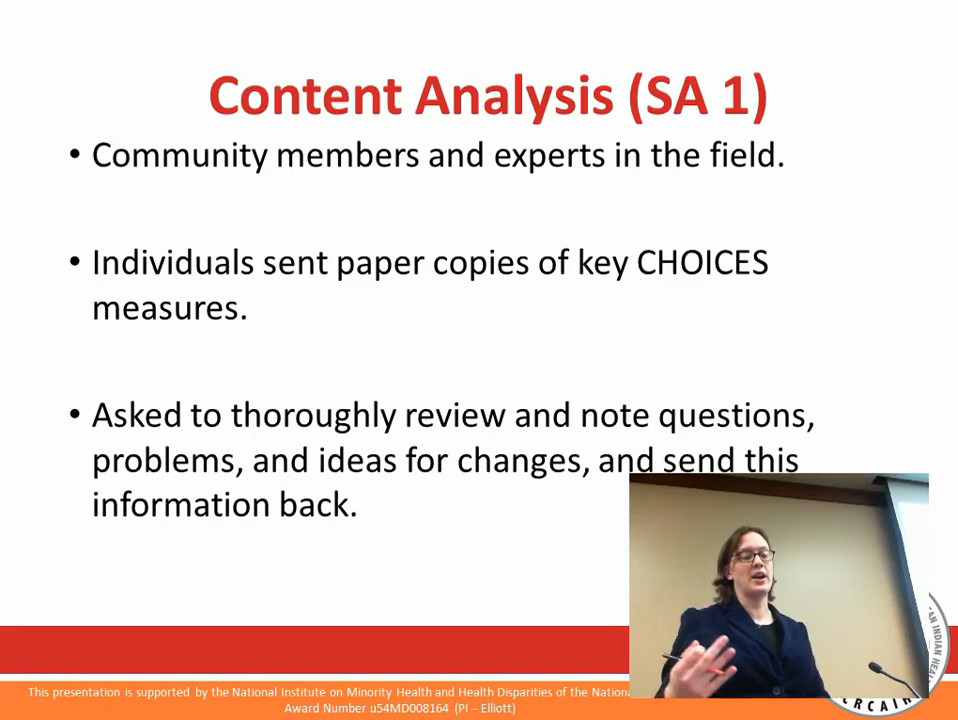 Content Analysis (SA 1)
• Community members and experts in the field.
• Individuals sent paper copies of key CHOICES
measures.
• Asked to thoroughly review and note questions,
problems, and ideas for changes, and send this
information back.
This presentation is supported by the National Institute on Minority Health and Health Disparities of the
Award Number u54MD008164 (PI – Elliott)
AN INDIAN